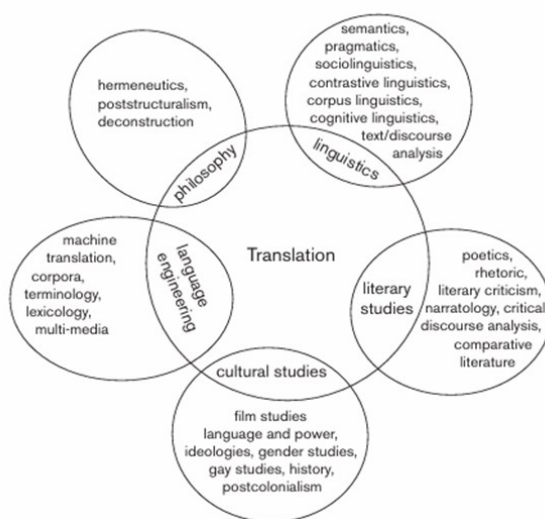 semantics,
pragmatics,
sociolinguistics,
contrastive linguistics,
corpus linguistics,
cognitive linguistics,
text/discourse
analysis
linguistics
hermeneutics,
poststructuralism,
deconstruction
philosophy
Translation
machine
translation,
corpora,
terminology,
lexicology,
multi-media
language
engineering
literary
studies
poetics,
rhetoric,
literary criticism,
narratology, critical
discourse analysis,
comparative
literature
cultural studies
film studies
language and power,
ideologies, gender studies,
gay studies, history,
postcolonialism